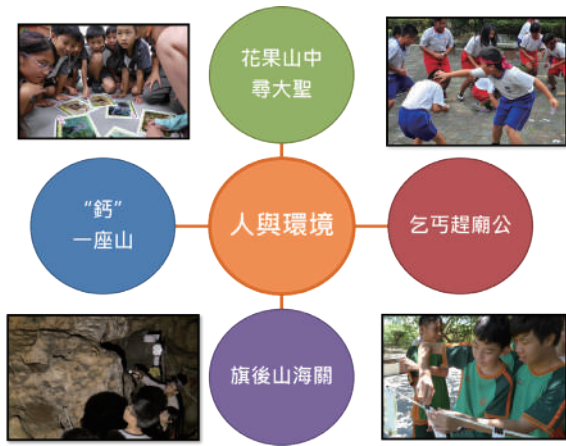 花果山中
尋大聖
“鈣”
一座山
人與環境
乞丐趕廟公
旗後山海關